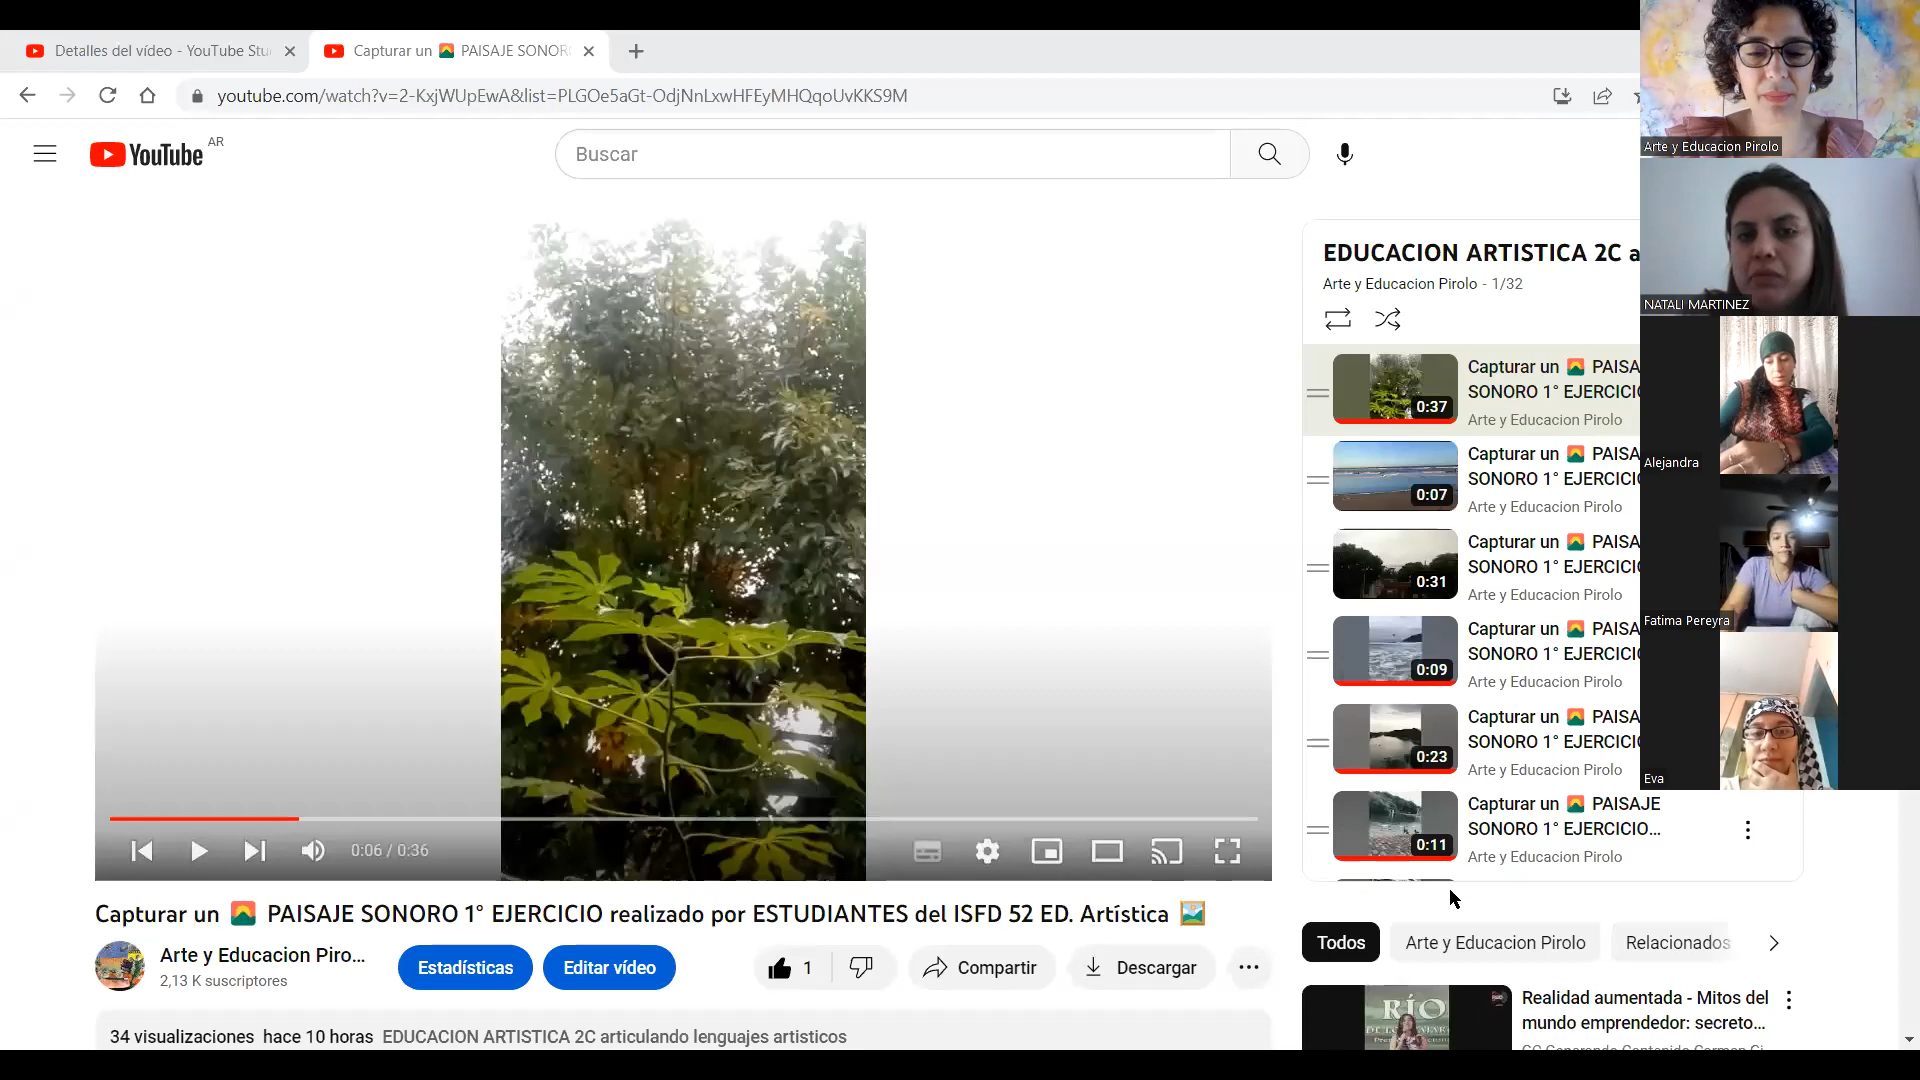 Detalles del vídeo - YouTube Stu
Capturar un PAISAJE SONOR
youtube.com/watch?v=2-KxjWUpEwA&list=PLGOe5aGt-OdjNnLxwHFEyMHQqoUvKKS9M
YouTube AR
Buscar
Arte y Educacion Pirolo
NATALI MARTINEZ
Alejandra
Fatima Pereyra
Eva
EDUCACION ARTISTICA 2C a
Arte y Educacion Pirolo - 1/32
Capturar un 🌄 PAISA
SONORO 1° EJERCICIO
Arte y Educacion Pirolo
0:37
Capturar un 🌄 PAISA
SONORO 1° EJERCICIO
Arte y Educacion Pirolo
0:07
Capturar un 🌄 PAISA
SONORO 1° EJERCICIO
Arte y Educacion Pirolo
0:31
Capturar un 🌄 PAISA
SONORO 1° EJERCICIO
Arte y Educacion Pirolo
0:09
Capturar un 🌄 PAISA
SONORO 1° EJERCICIO
Arte y Educacion Pirolo
0:23
Capturar un 🌄 PAISAJE
SONORO 1° EJERCICIO...
Arte y Educacion Pirolo
0:11
0:06 / 0:36
Capturar un 🌄 PAISAJE SONORO 1° EJERCICIO realizado por ESTUDIANTES del ISFD 52 ED. Artística 🖼️
Arte y Educacion Piro...
2,13 K suscriptores
Estadísticas
Editar vídeo
1
Compartir
Descargar
34 visualizaciones hace 10 horas EDUCACION ARTISTICA 2C articulando lenguajes artisticos
Todos
Arte y Educacion Pirolo
Relacionados
RÍO
Realidad aumentada - Mitos del
mundo emprendedor: secreto...